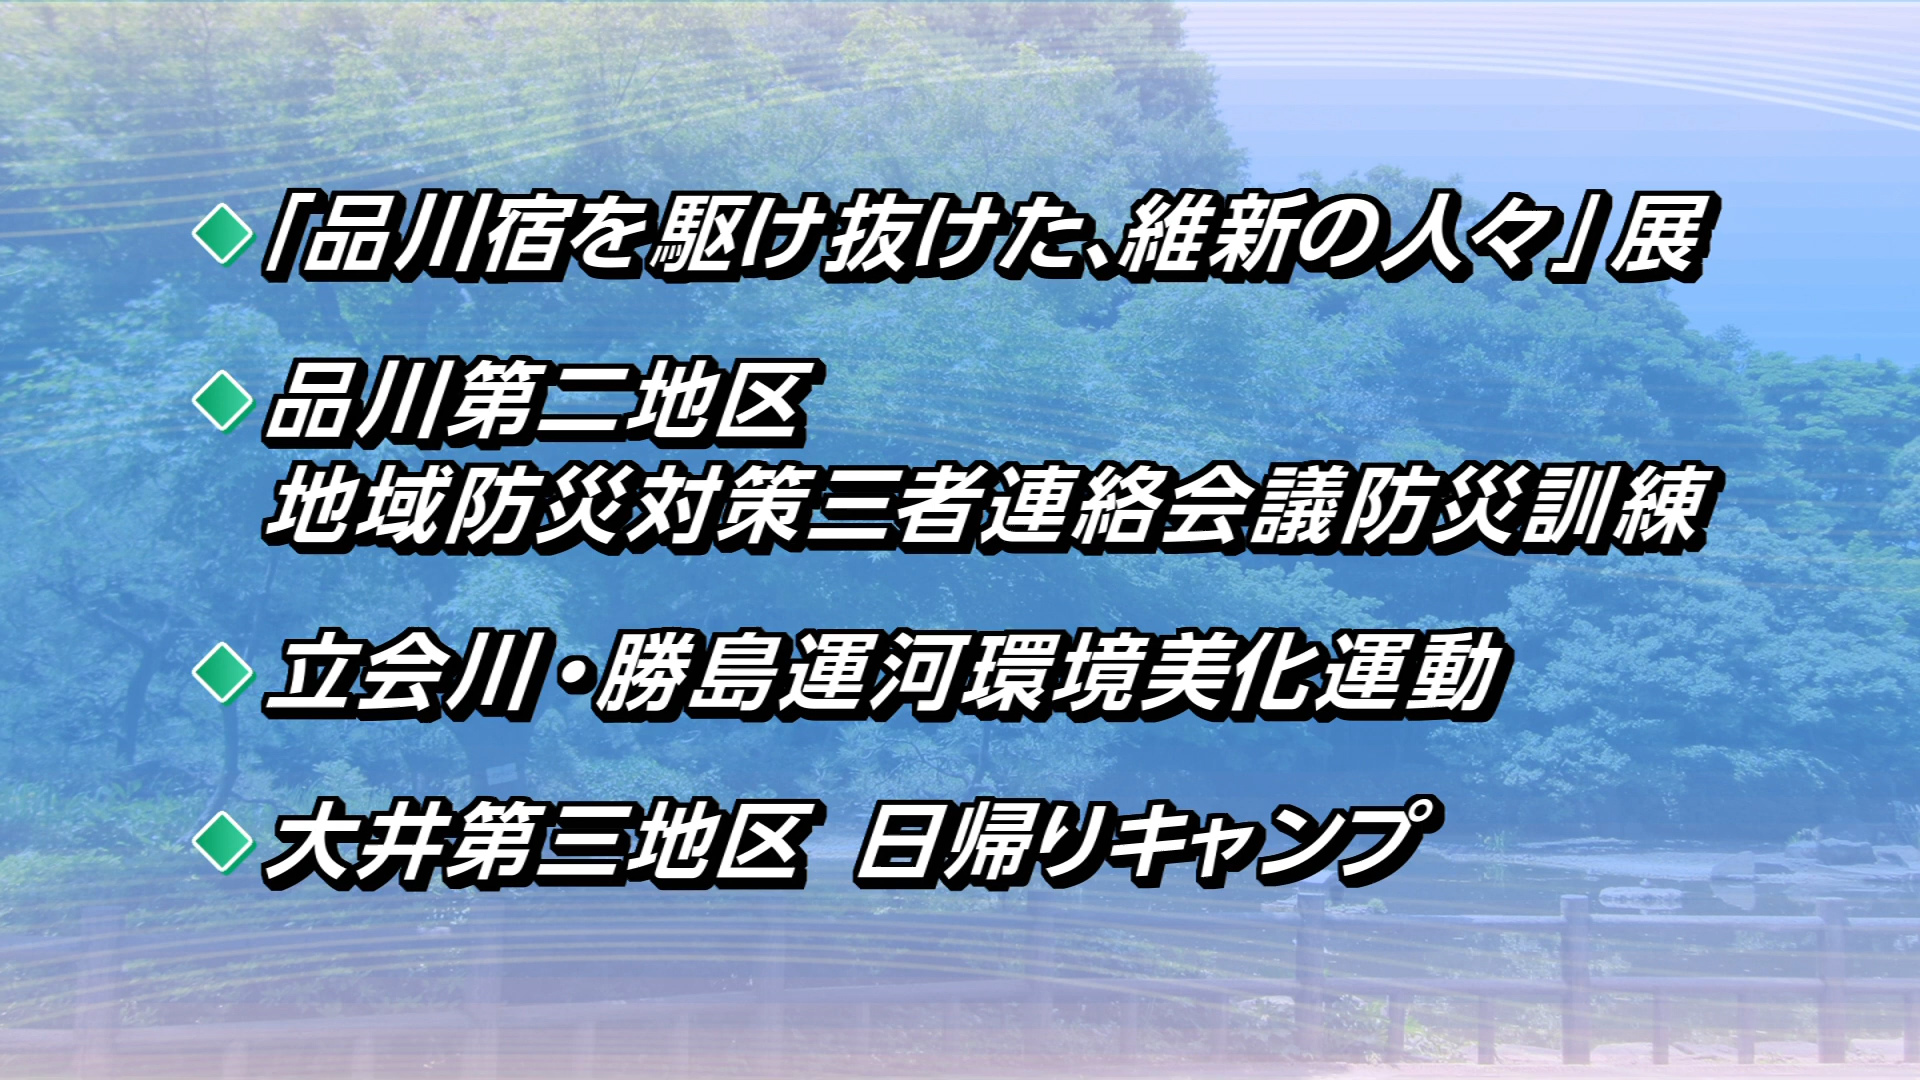 「品川宿を駆け抜けた、維新の人々」展
品川第二地区
地域防災対策三者連絡会議防災訓練
立会川・勝島運河環境美化運動
大井第三地区 日帰りキャンプ